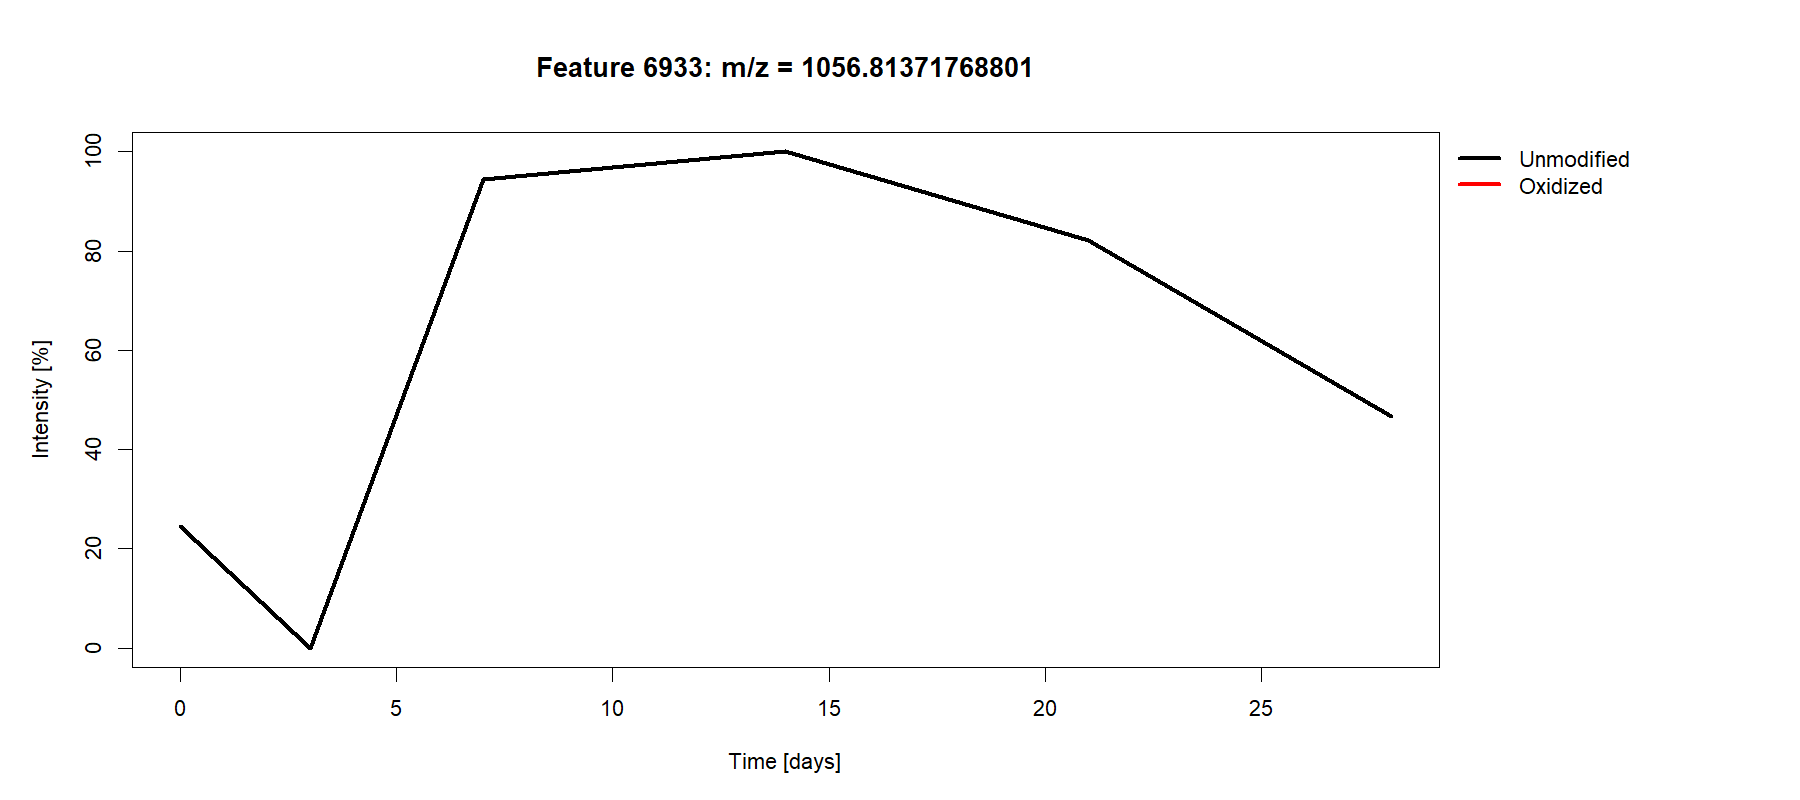 Feature 6933: m/z = 1056.81371768801
Unmodified
Oxidized
Intensity [%]
100
80
60
40
20
0
0 5 10 15 20 25
Time [days]